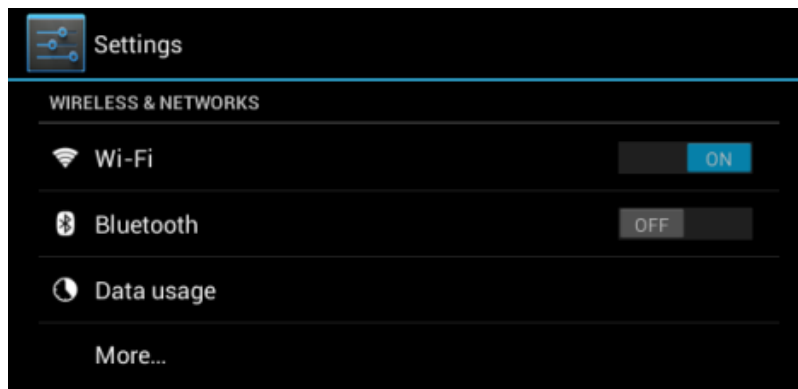 Settings
WIRELESS & NETWORKS
Wi-Fi ON
Bluetooth OFF
Data usage
More...